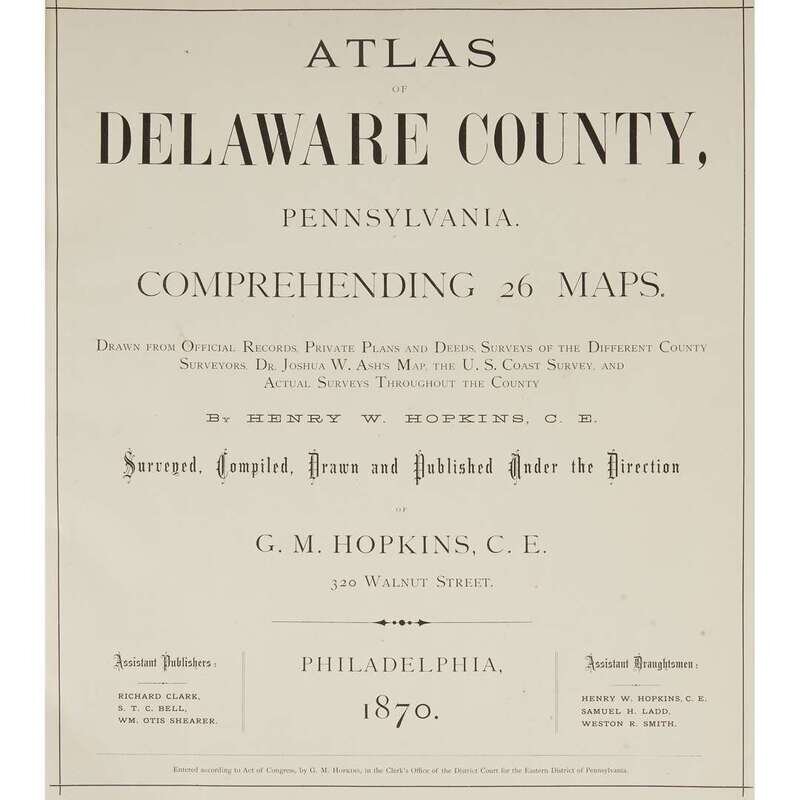 ATLAS
OF
DELAWARE COUNTY,
PENNSYLVANIA.
COMPREHENDING 26 MAPS.
DRAWN FROM OFFICIAL RECORDS, PRIVATE PLANS AND DEEDS, SURVEYS OF THE DIFFERENT COUNTY
SURVEYORS, DR. JOSHUA W. ASH'S MAP, THE U. S. COAST SURVEY, AND
ACTUAL SURVEYS THROUGHOUT THE COUNTY
BY HENRY W. HOPKINS, C. E.
Surveyed, Compiled, Drawn and Published Under the Direction
OF
G. M. HOPKINS, C. E.
320 WALNUT STREET.
Assistant Publishers:
RICHARD CLARK,
S. T. C. BELL,
WM. OTIS SHEARER.
PHILADELPHIA,
1870.
Assistant Draughtsmen:
HENRY W. HOPKINS, C. E.
SAMUEL H. LADD,
WESTON R. SMITH.
Entered according to Act of Congress, by G. M. HOPKINS, in the Clerk's Office of the District Court for the Eastern District of Pennsylvania.